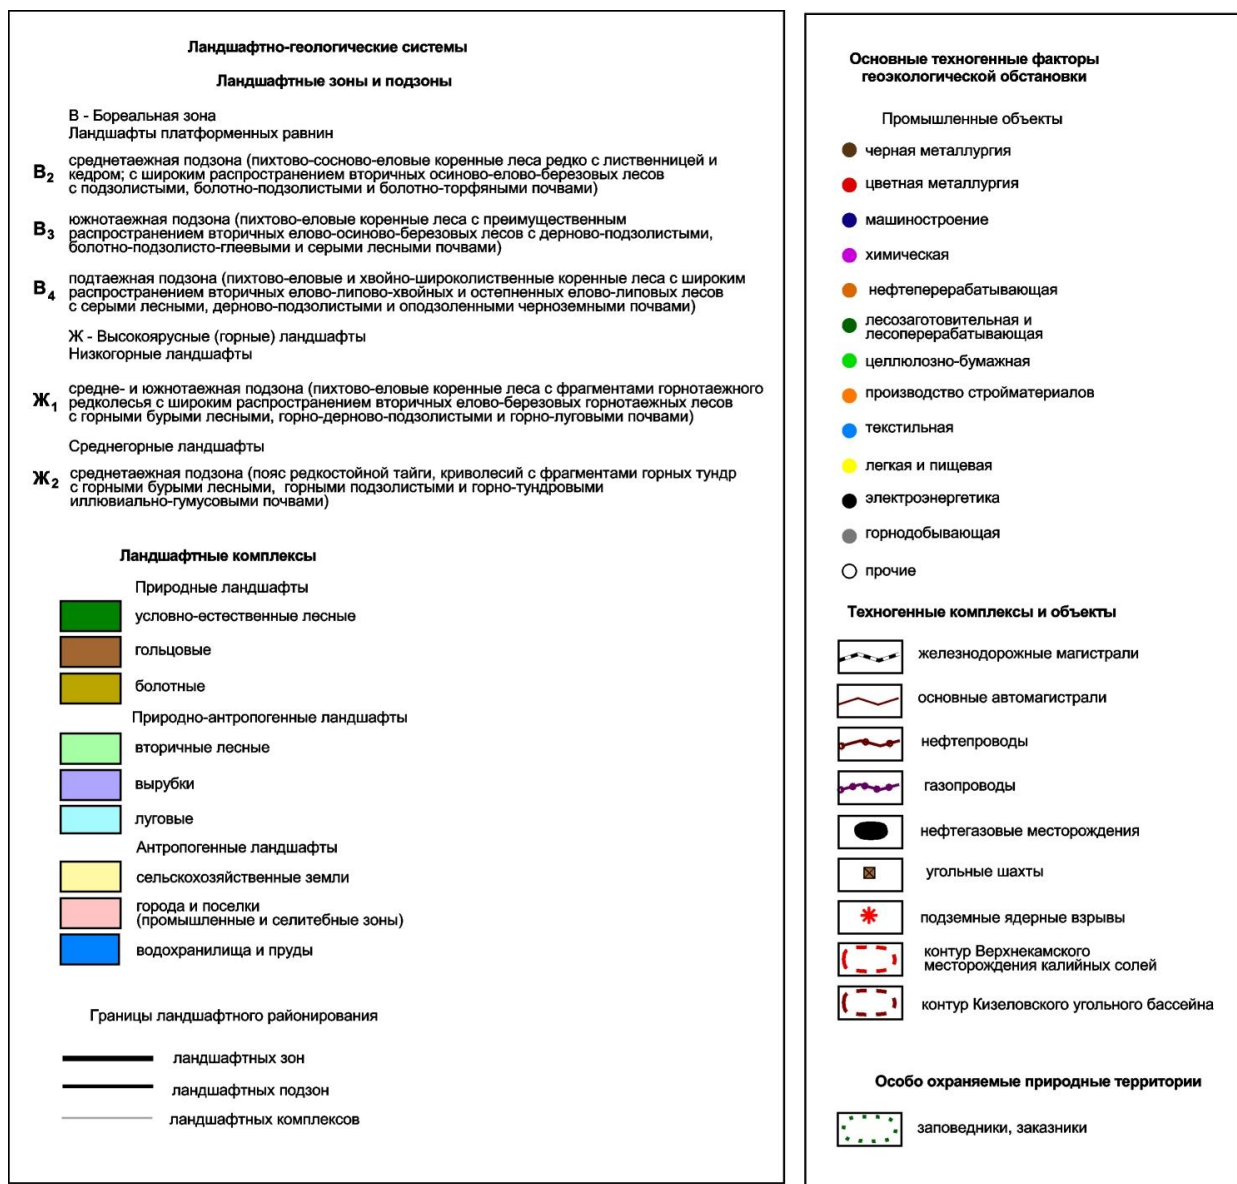 Ландшафтно-геологические системы
Ландшафтные зоны и подзоны
В - Бореальная зона
Ландшафты платформенных равнин
В2
среднетаежная подзона (пихтово-сосново-еловые коренные леса редко с лиственницей и
кедром; с широким распространением вторичных осиново-елово-березовых лесов
с подзолистыми, болотно-подзолистыми и болотно-торфяными почвами)
В3
южнотаежная подзона (пихтово-еловые коренные леса с преимущественным
распространением вторичных елово-осиново-березовых лесов с дерново-подзолистыми,
болотно-подзолисто-глеевыми и серыми лесными почвами)
В4
подтаежная подзона (пихтово-еловые и хвойно-широколиственные коренные леса с широким
распространением вторичных елово-липово-хвойных и остепненных елово-липовых лесов
с серыми лесными, дерново-подзолистыми и оподзоленными черноземными почвами)
Ж - Высокоярусные (горные) ландшафты
Низкогорные ландшафты
Ж1
средне- и южнотаежная подзона (пихтово-еловые коренные леса с фрагментами горнотаежного
редколесья с широким распространением вторичных елово-березовых горнотаежных лесов
с горными бурыми лесными, горно-дерново-подзолистыми и горно-луговыми почвами)
Среднегорные ландшафты
Ж2
среднетаежная подзона (пояс редкостойной тайги, криволесий с фрагментами горных тундр
с горными бурыми лесными, горными подзолистыми и горно-тундровыми
иллювиально-гумусовыми почвами)
Ландшафтные комплексы
Природные ландшафты
условно-естественные лесные
гольцовые
болотные
Природно-антропогенные ландшафты
вторичные лесные
вырубки
луговые
Антропогенные ландшафты
сельскохозяйственные земли
города и поселки
(промышленные и селитебные зоны)
водохранилища и пруды
Границы ландшафтного районирования
ландшафтных зон
ландшафтных подзон
ландшафтных комплексов
Основные техногенные факторы
геоэкологической обстановки
Промышленные объекты
черная металлургия
цветная металлургия
машиностроение
химическая
нефтеперерабатывающая
лесозаготовительная и
лесоперерабатывающая
целлюлозно-бумажная
производство стройматериалов
текстильная
легкая и пищевая
электроэнергетика
горнодобывающая
прочие
Техногенные комплексы и объекты
железнодорожные магистрали
основные автомагистрали
нефтепроводы
газопроводы
нефтегазовые месторождения
угольные шахты
подземные ядерные взрывы
контур Верхнекамского
месторождения калийных солей
контур Кизеловского угольного бассейна
Особо охраняемые природные территории
заповедники, заказники